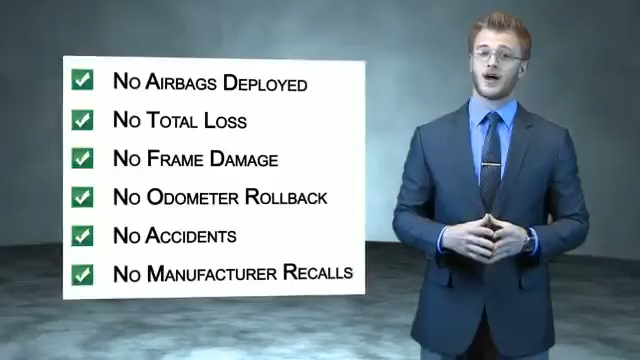 No Airbags Deployed
No Total Loss
No Frame Damage
No Odometer Rollback
No Accidents
No Manufacturer Recalls